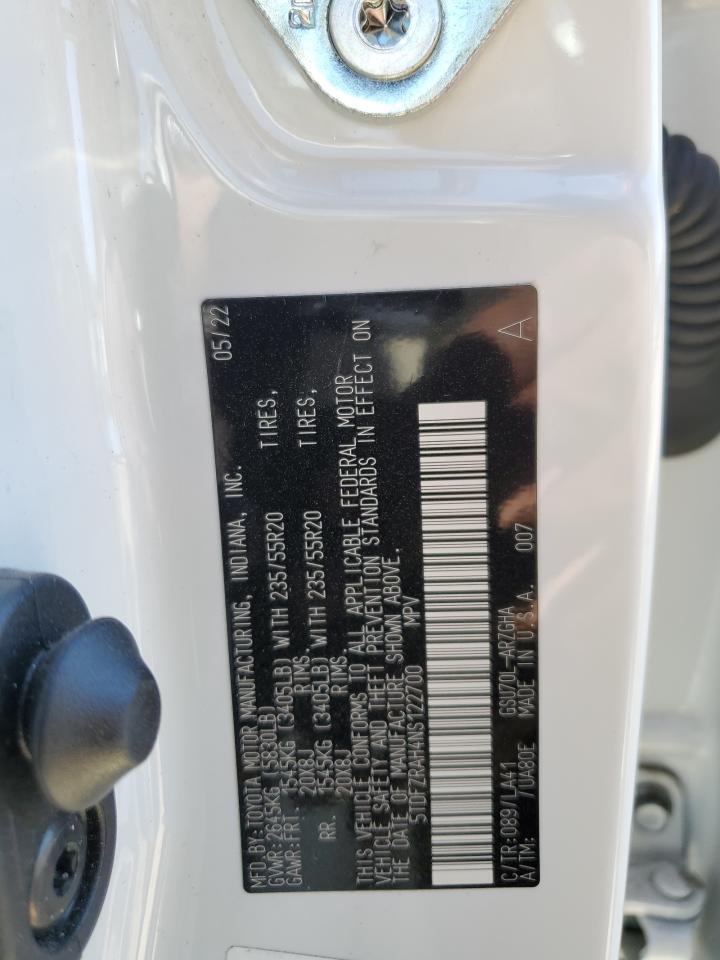 MFD.BY:TOYOTA MOTOR MANUFACTURING, INDIANA, INC. 05/22
GVWR:2645KG (5830LB)
GAWR:FRT. 1545KG (3405LB) WITH 235/55R20 TIRES,
20X8J RIMS
RR. 1545KG (3405LB) WITH 235/55R20 TIRES,
20X8J RIMS
THIS VEHICLE CONFORMS TO ALL APPLICABLE FEDERAL MOTOR
VEHICLE SAFETY AND THEFT PREVENTION STANDARDS IN EFFECT ON
THE DATE OF MANUFACTURE SHOWN ABOVE.
5TDFZRAH4NS122700 MPV
C/TR:089/LA41 GSU70L-ARZGHA
A/TM: /UA80E MADE IN U.S.A. 007 A